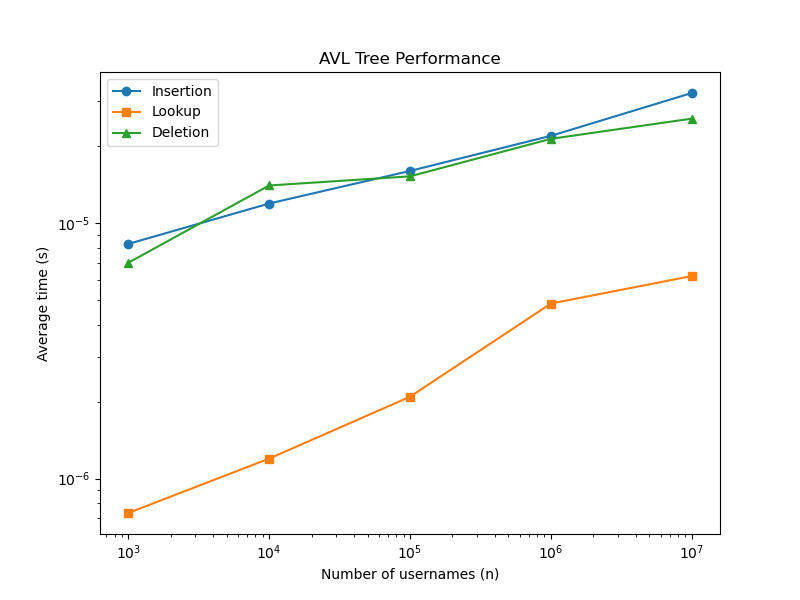 AVL Tree Performance
Insertion
Lookup
Deletion
Average time (s)
10⁻⁵
10⁻⁶
10³ 10⁴ 10⁵ 10⁶ 10⁷
Number of usernames (n)